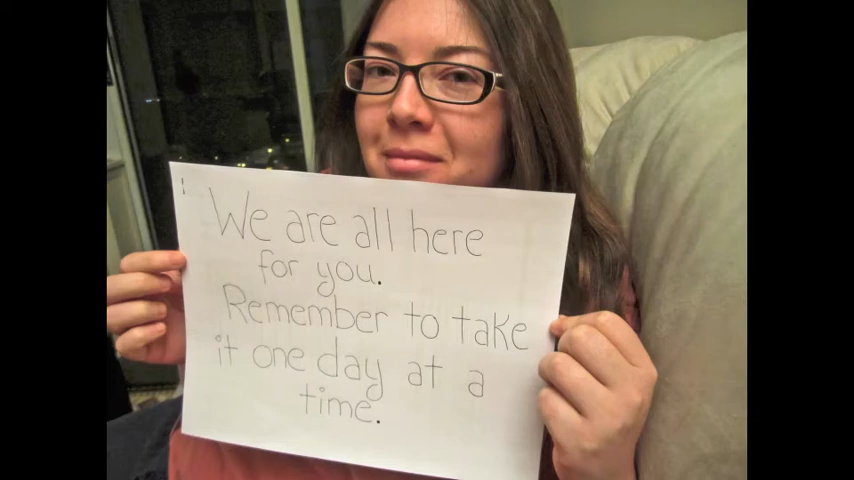 We are all here
for you.
Remember to take
it one day at a
time.